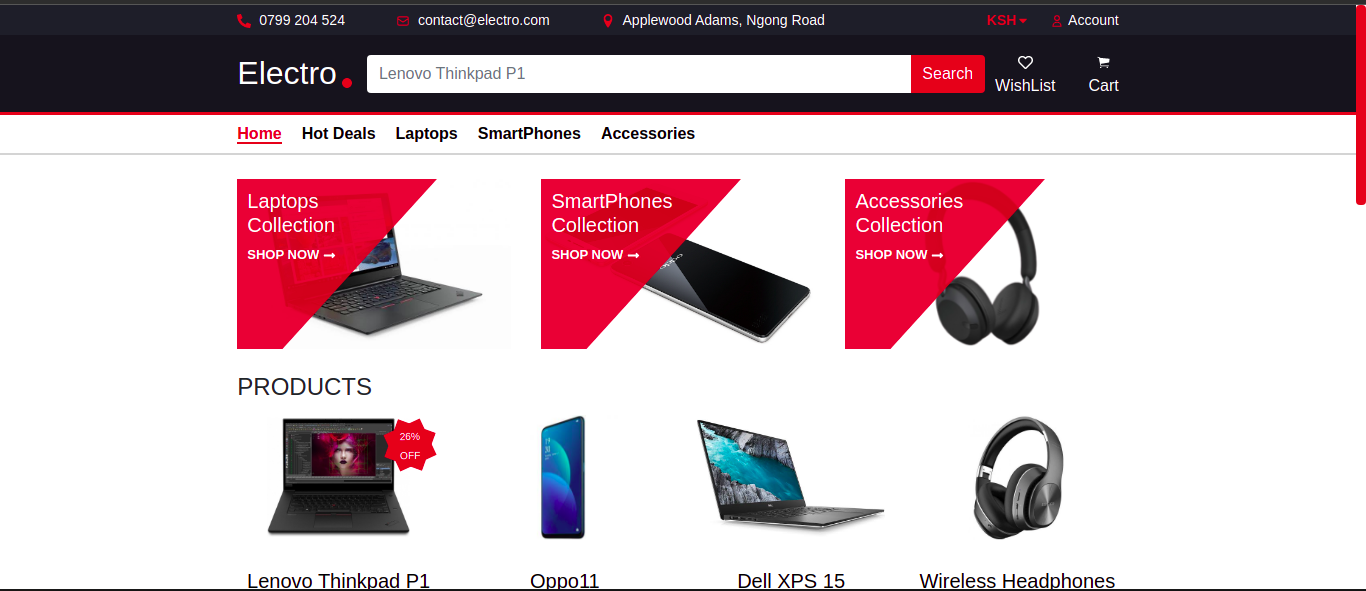 0799 204 524 contact@electro.com Applewood Adams, Ngong Road KSH Account
Electro. Lenovo Thinkpad P1 Search WishList Cart
Home Hot Deals Laptops SmartPhones Accessories
Laptops
Collection
SHOP NOW
SmartPhones
Collection
SHOP NOW
Accessories
Collection
SHOP NOW
PRODUCTS
26%
OFF
Lenovo Thinkpad P1 Oppo11 Dell XPS 15 Wireless Headphones